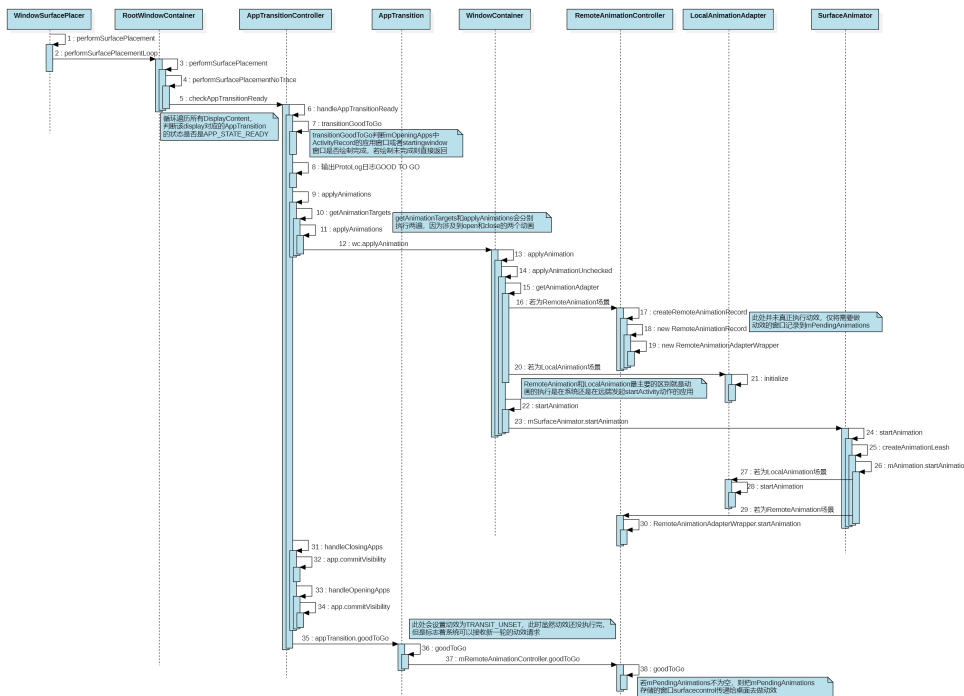 WindowSurfacePlacer
RootWindowContainer
AppTransitionController
AppTransition
WindowContainer
RemoteAnimationController
LocalAnimationAdapter
SurfaceAnimator
1 : performSurfacePlacement
2 : performSurfacePlacementLoop
3 : performSurfacePlacement
4 : performSurfacePlacementNoTrace
5 : checkAppTransitionReady
循环遍历所有DisplayContent,
判断该display对应的AppTransition
的状态是否是APP_STATE_READY
6 : handleAppTransitionReady
7 : transitionGoodToGo
transitionGoodToGo判断mOpeningApps中
ActivityRecord的应用窗口或者startingwindow
窗口是否绘制完成，若绘制未完成则直接返回
8 : 输出ProtoLog日志GOOD TO GO
9 : applyAnimations
10 : getAnimationTargets
getAnimationTargets和applyAnimations会分别
执行两遍，因为涉及到open和close的两个动画
11 : applyAnimations
12 : wc.applyAnimation
13 : applyAnimation
14 : applyAnimationUnchecked
15 : getAnimationAdapter
16 : 若为RemoteAnimation场景
17 : createRemoteAnimationRecord
此处并未真正执行动效，仅将需要做
动效的窗口记录到mPendingAnimations
18 : new RemoteAnimationRecord
19 : new RemoteAnimationAdapterWrapper
20 : 若为LocalAnimation场景
21 : initialize
RemoteAnimation和LocalAnimation最主要的区别就是动
画的执行是在系统还是在远端发起startActivity动作的应用
22 : startAnimation
23 : mSurfaceAnimator.startAnimation
24 : startAnimation
25 : createAnimationLeash
26 : mAnimation.startAnimatio
27 : 若为LocalAnimation场景
28 : startAnimation
29 : 若为RemoteAnimation场景
30 : RemoteAnimationAdapterWrapper.startAnimation
31 : handleClosingApps
32 : app.commitVisibility
33 : handleOpeningApps
34 : app.commitVisibility
此处会设置动效为TRANSIT_UNSET，此时虽然动效还没执行完,
但是标志着系统可以接收新一轮的动效请求
35 : appTransition.goodToGo
36 : goodToGo
37 : mRemoteAnimationController.goodToGo
38 : goodToGo
若mPendingAnimations不为空，则把mPendingAnimations
存储的窗口surfacecontrol传递给桌面去做动效